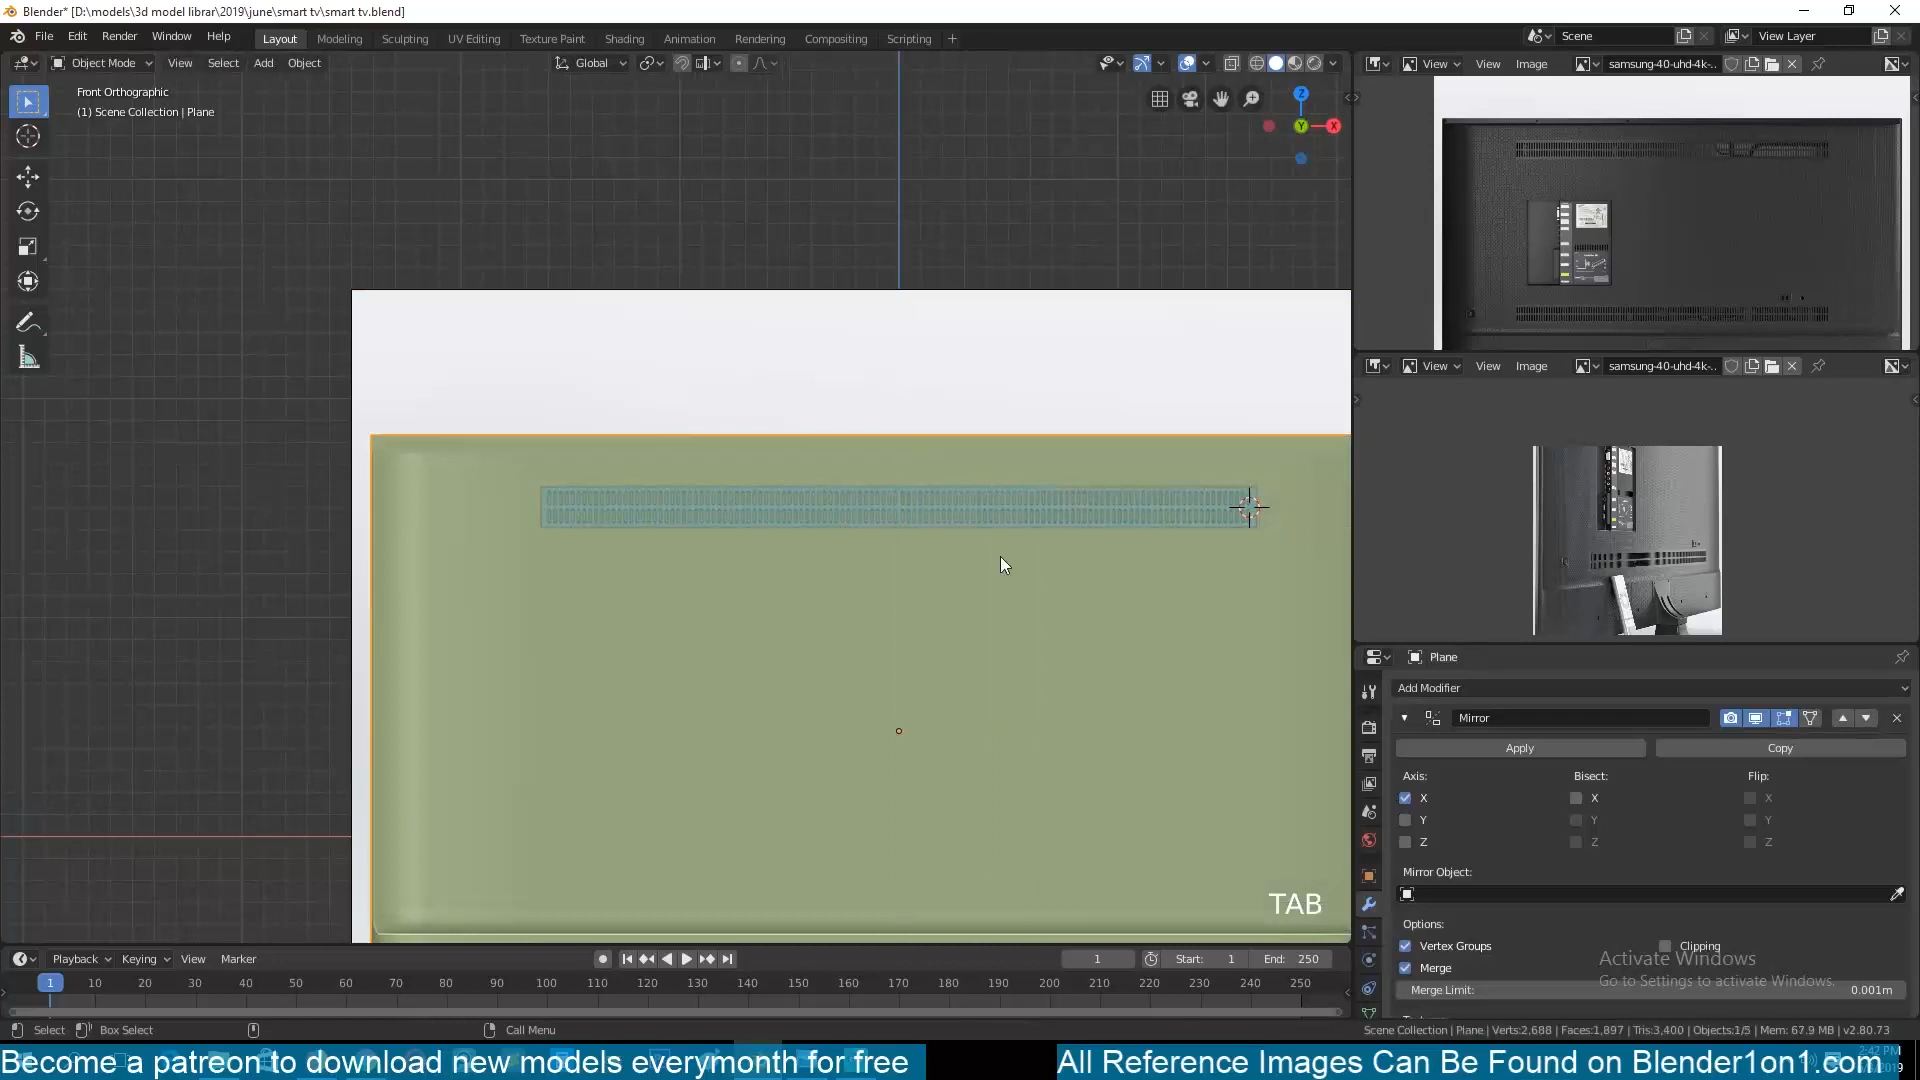 Blender* [D:\models\3d model librar\2019\june\smart tv\smart tv.blend]
File Edit Render Window Help
Layout Modeling Sculpting UV Editing Texture Paint Shading Animation Rendering Compositing Scripting +
Scene View Layer
Object Mode View Select Add Object Global
View View Image samsung-40-uhd-4k-..
Front Orthographic
(1) Scene Collection | Plane
Z
Y
X
View View Image samsung-40-uhd-4k-..
Plane
Add Modifier
Mirror
Apply Copy
Axis: Bisect: Flip:
X X X
Y Y Y
Z Z Z
Mirror Object:
Options:
Vertex Groups Clipping
Merge
Merge Limit: 0.001m
TAB
Activate Windows
Go to Settings to activate Windows.
Playback Keying View Marker 1 Start: 1 End: 250
1 10 20 30 40 50 60 70 80 90 100 110 120 130 140 150 160 170 180 190 200 210 220 230 240 250
Select Box Select Call Menu
Scene Collection | Plane | Verts:2,688 | Faces:1,897 | Tris:3,400 | Objects:1/5 | Mem: 67.9 MB | v2.80.73
Become a patreon to download new models everymonth for free
All Reference Images Can Be Found on Blender1on1.com
2:42 PM